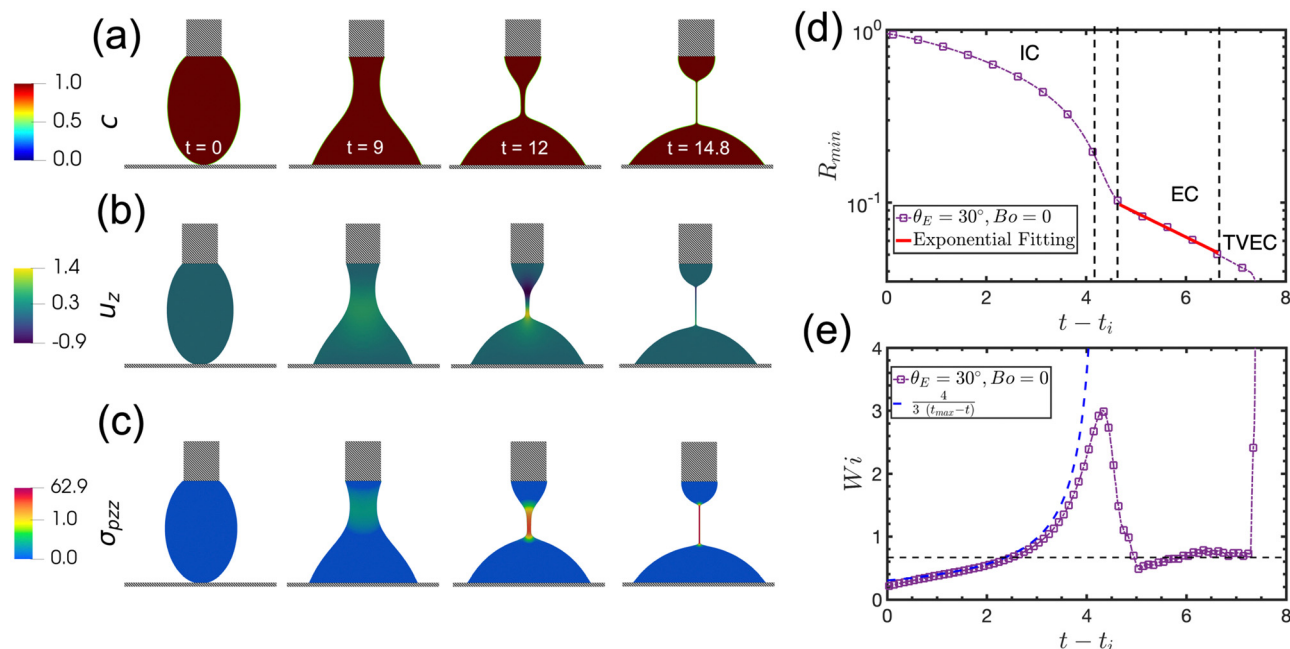 (a)
1.0
0.5
0.0
c
t = 0
t = 9
t = 12
t = 14.8
(b)
1.4
0.3
-0.9
u_z
(c)
62.9
1.0
0.0
σ_pzz
(d)
10^0
10^-1
R_min
IC
EC
TVEC
θ_E = 30°, Bo = 0
Exponential Fitting
0 2 4 6 8
t − t_i
(e)
4
3
2
1
0
Wi
θ_E = 30°, Bo = 0
4 / 3 (t_max − t)
0 2 4 6 8
t − t_i